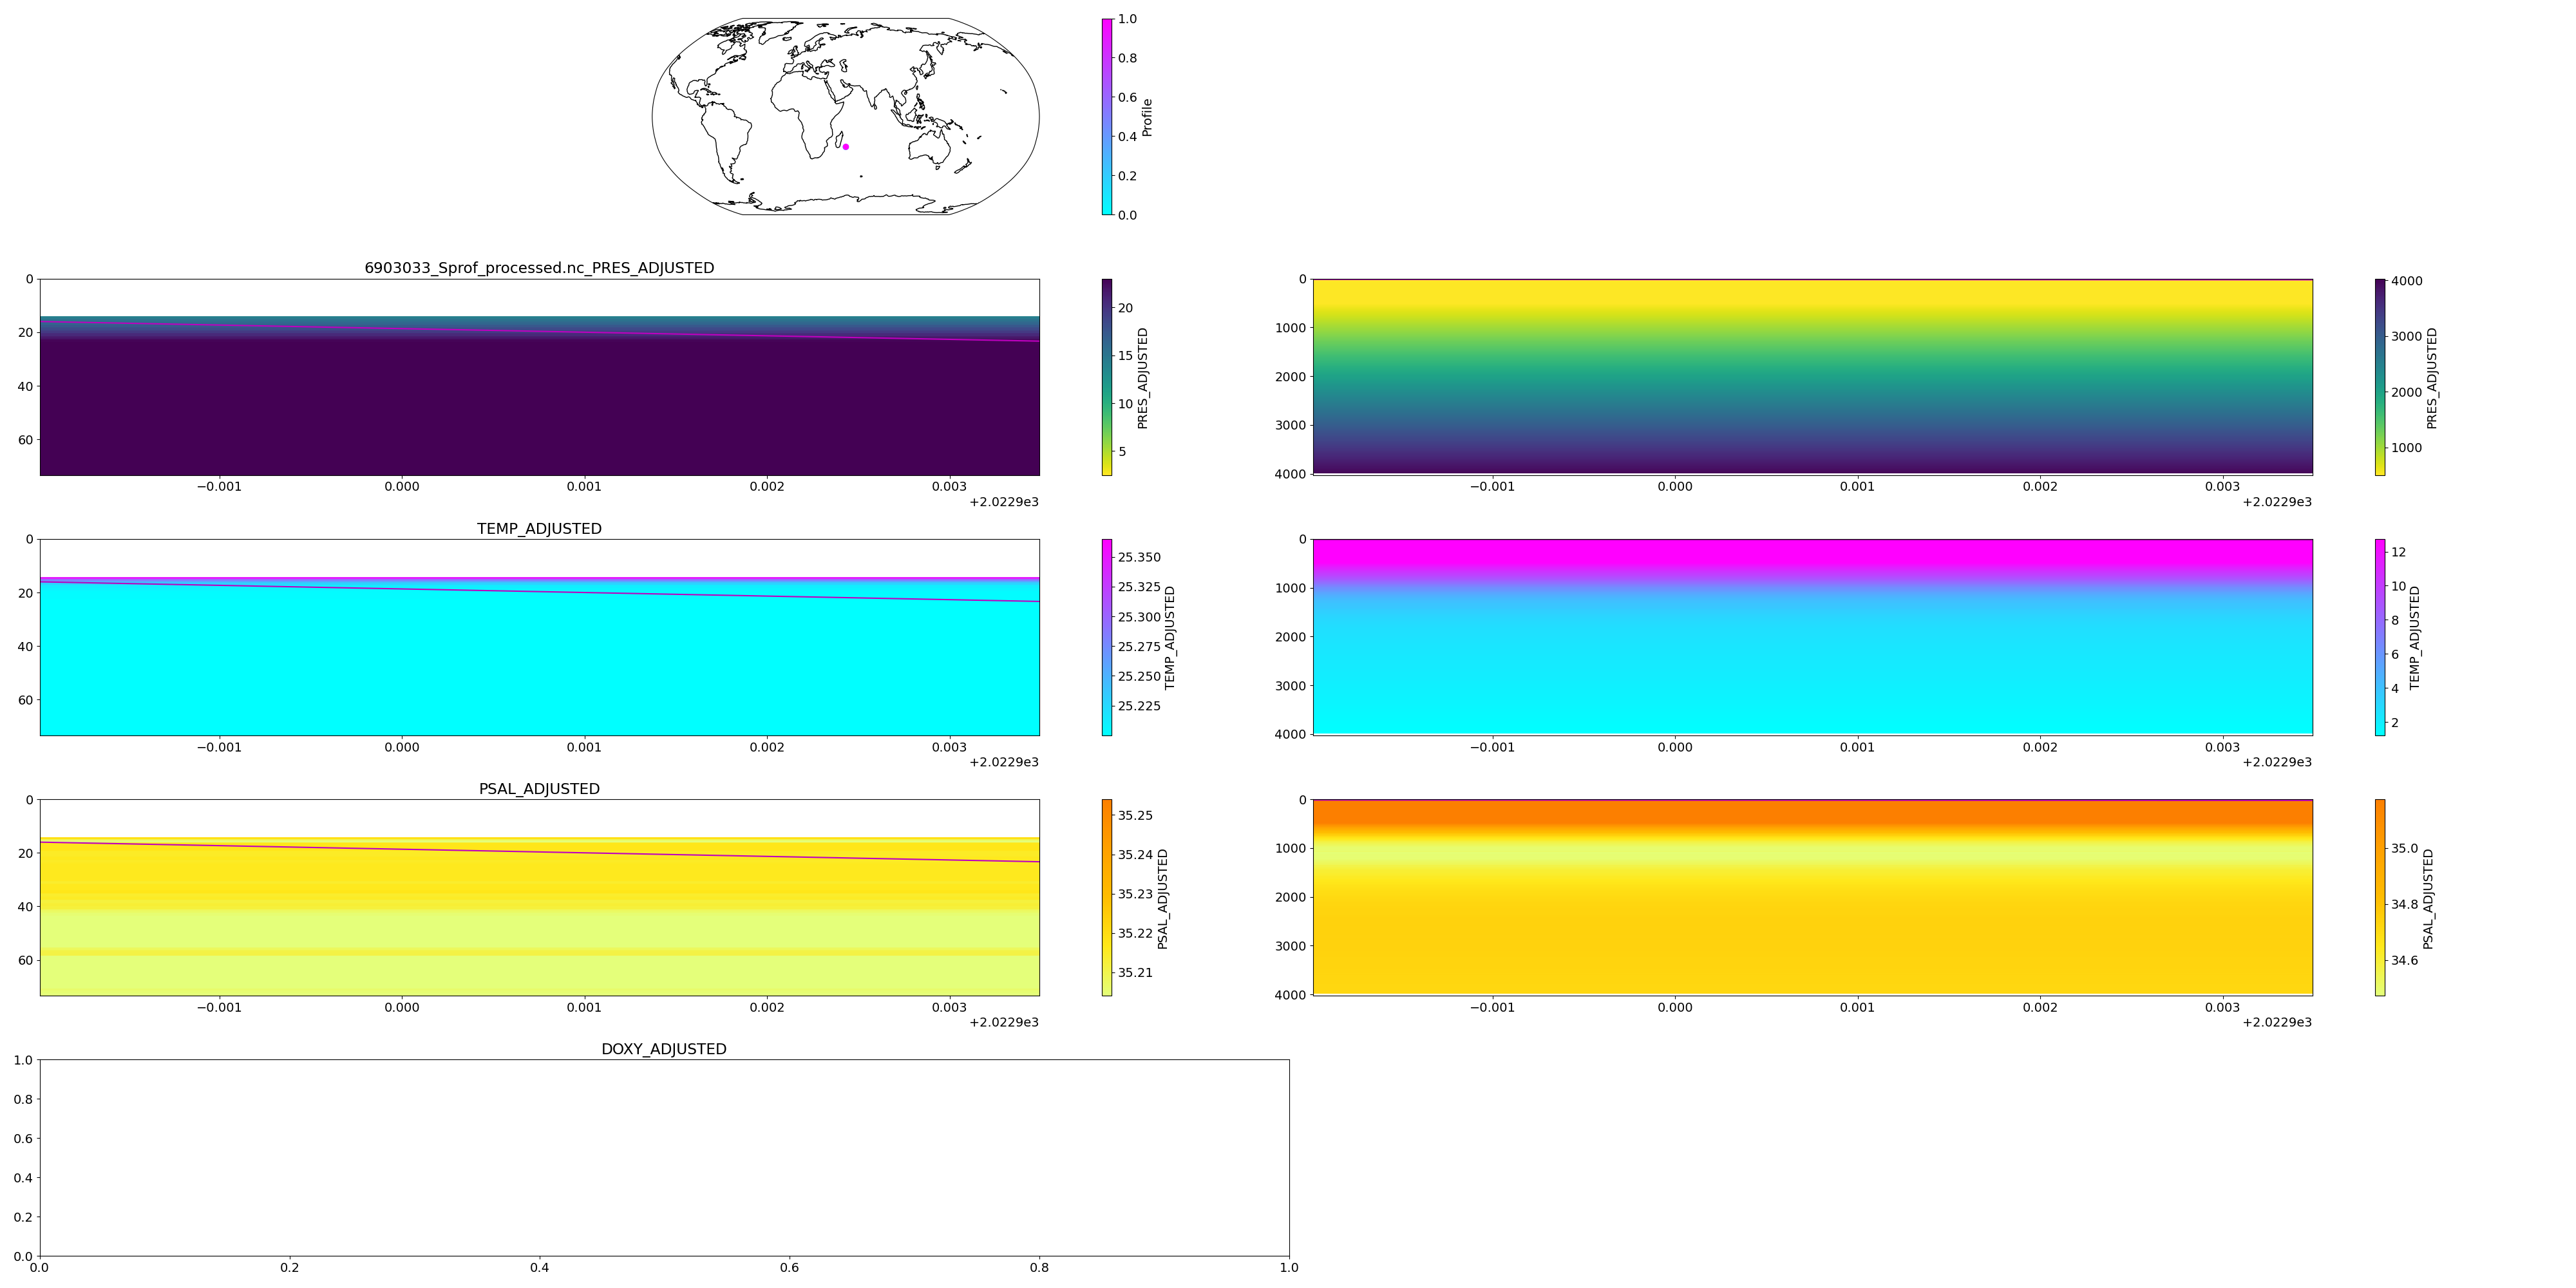 1.0
0.8
0.6
0.4
0.2
0.0
Profile
6903033_Sprof_processed.nc_PRES_ADJUSTED
0
20
40
60
−0.001 0.000 0.001 0.002 0.003
+2.0229e3
20
15
10
5
PRES_ADJUSTED
0
1000
2000
3000
4000
−0.001 0.000 0.001 0.002 0.003
+2.0229e3
4000
3000
2000
1000
PRES_ADJUSTED
TEMP_ADJUSTED
0
20
40
60
−0.001 0.000 0.001 0.002 0.003
+2.0229e3
25.350
25.325
25.300
25.275
25.250
25.225
TEMP_ADJUSTED
0
1000
2000
3000
4000
−0.001 0.000 0.001 0.002 0.003
+2.0229e3
12
10
8
6
4
2
TEMP_ADJUSTED
PSAL_ADJUSTED
0
20
40
60
−0.001 0.000 0.001 0.002 0.003
+2.0229e3
35.25
35.24
35.23
35.22
35.21
PSAL_ADJUSTED
0
1000
2000
3000
4000
−0.001 0.000 0.001 0.002 0.003
+2.0229e3
35.0
34.8
34.6
PSAL_ADJUSTED
DOXY_ADJUSTED
1.0
0.8
0.6
0.4
0.2
0.0
0.0 0.2 0.4 0.6 0.8 1.0